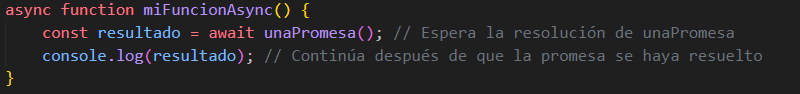 async function miFuncionAsync() {
    const resultado = await unaPromesa(); // Espera la resolución de unaPromesa
    console.log(resultado); // Continúa después de que la promesa se haya resuelto
}